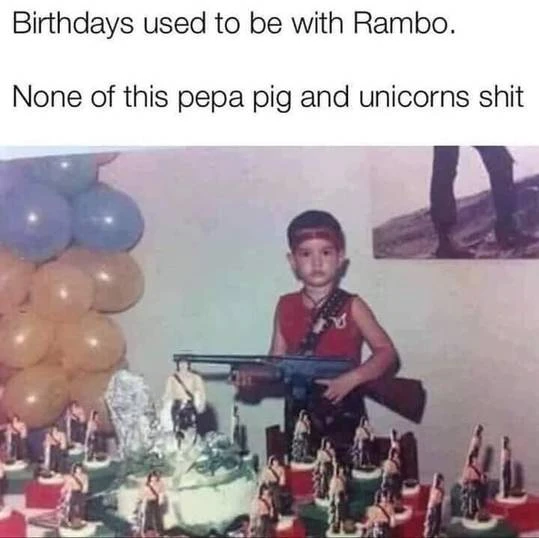 Birthdays used to be with Rambo.
None of this pepa pig and unicorns shit